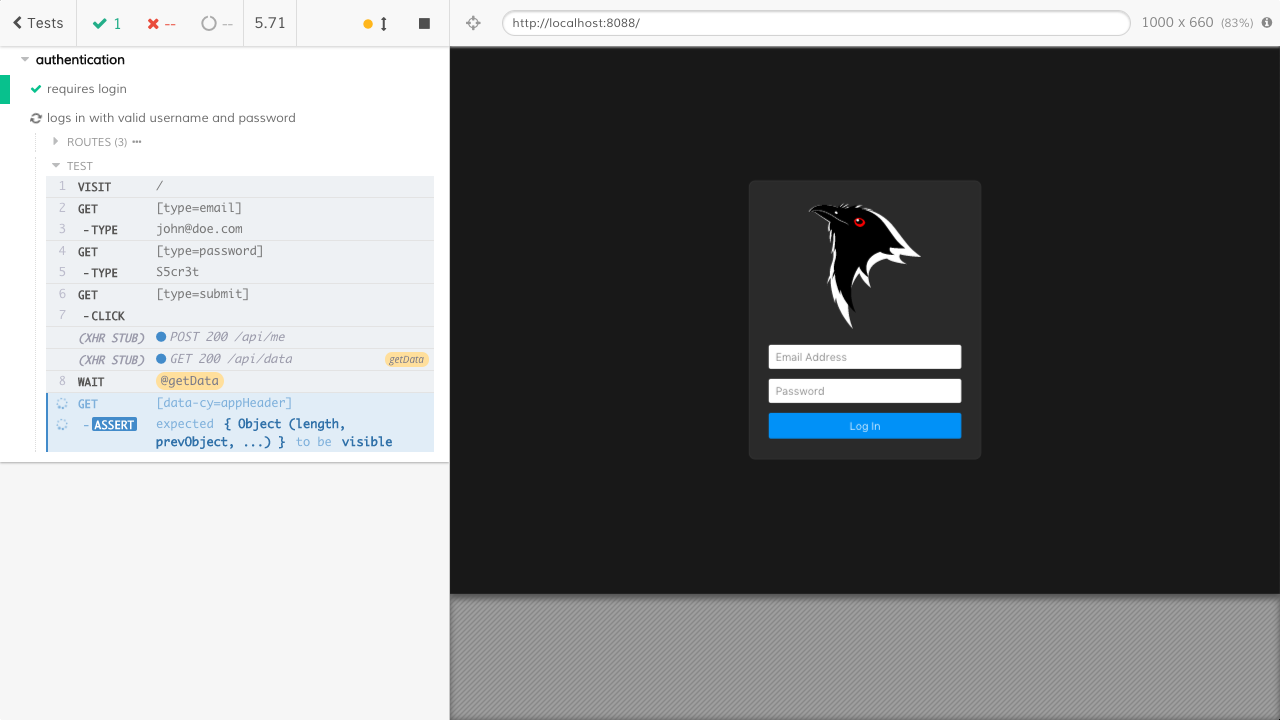 Tests 1 -- -- 5.71
http://localhost:8088/ 1000 x 660 (83%)
authentication
requires login
logs in with valid username and password
ROUTES (3)
TEST
1 VISIT /
2 GET [type=email]
3 -TYPE john@doe.com
4 GET [type=password]
5 -TYPE S5cr3t
6 GET [type=submit]
7 -CLICK
(XHR STUB) POST 200 /api/me
(XHR STUB) GET 200 /api/data getData
8 WAIT @getData
GET [data-cy=appHeader]
-ASSERT expected { Object (length,
prevObject, ...) } to be visible
Email Address
Password
Log In